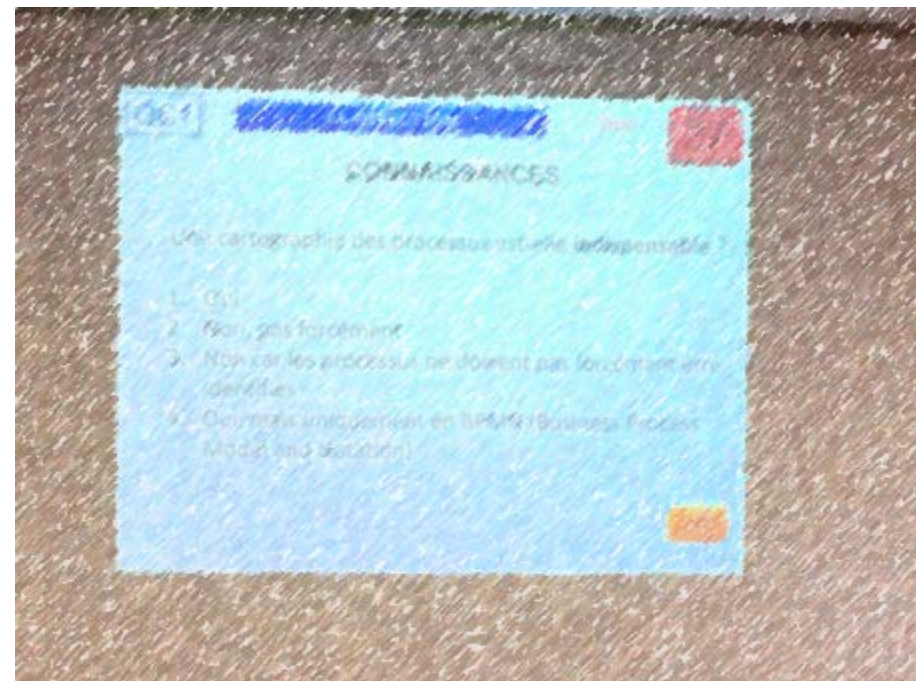 CONNAISSANCES
Une cartographie des processus est-elle indispensable ?
1. Oui
2. Non, pas forcément
3. Non car les processus ne doivent pas forcément être
identifiés
4. Oui, mais uniquement en BPMN (Business Process
Model and Notation)